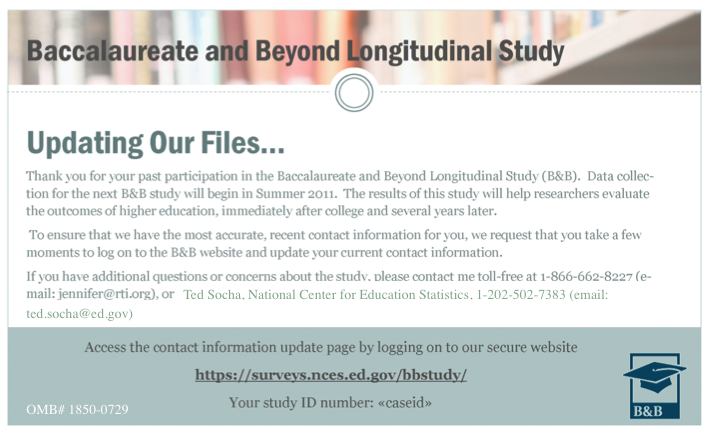 Baccalaureate and Beyond Longitudinal Study
Updating Our Files...
Thank you for your past participation in the Baccalaureate and Beyond Longitudinal Study (B&B).  Data collec-
tion for the next B&B study will begin in Summer 2011.  The results of this study will help researchers evaluate
the outcomes of higher education, immediately after college and several years later.
To ensure that we have the most accurate, recent contact information for you, we request that you take a few
moments to log on to the B&B website and update your current contact information.
If you have additional questions or concerns about the study, please contact me toll-free at 1-866-662-8227 (e-
mail: jennifer@rti.org), or Ted Socha, National Center for Education Statistics, 1-202-502-7383 (email:
ted.socha@ed.gov)
Access the contact information update page by logging on to our secure website
https://surveys.nces.ed.gov/bbstudy/
Your study ID number: «caseid»
OMB# 1850-0729
B&B